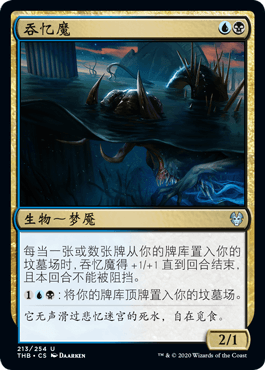 吞忆魔
生物～梦魇
每当一张或数张牌从你的牌库置入你的
坟墓场时，吞忆魔得+1/+1直到回合结束，
且本回合不能被阻挡。
1：将你的牌库顶牌置入你的坟墓场。
它无声滑过悲忆迷宫的死水，自在觅食。
2/1
213/254 U
THB • CS DAARKEN
™ & © 2020 Wizards of the Coast